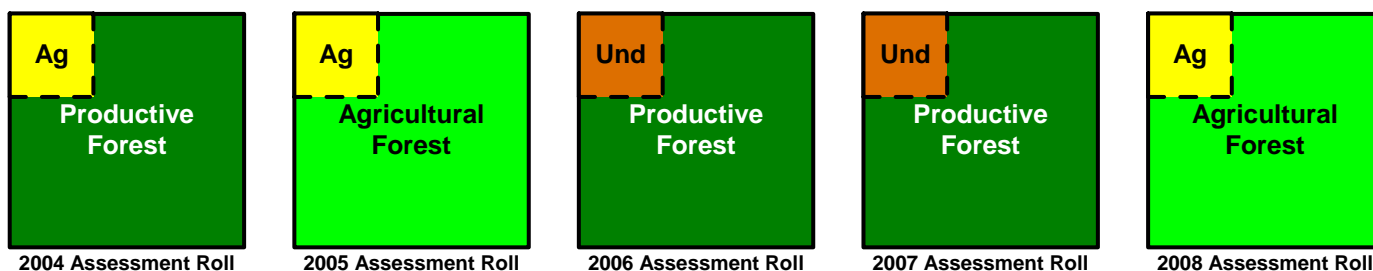 Ag
Productive
Forest
2004 Assessment Roll
Ag
Agricultural
Forest
2005 Assessment Roll
Und
Productive
Forest
2006 Assessment Roll
Und
Productive
Forest
2007 Assessment Roll
Ag
Agricultural
Forest
2008 Assessment Roll